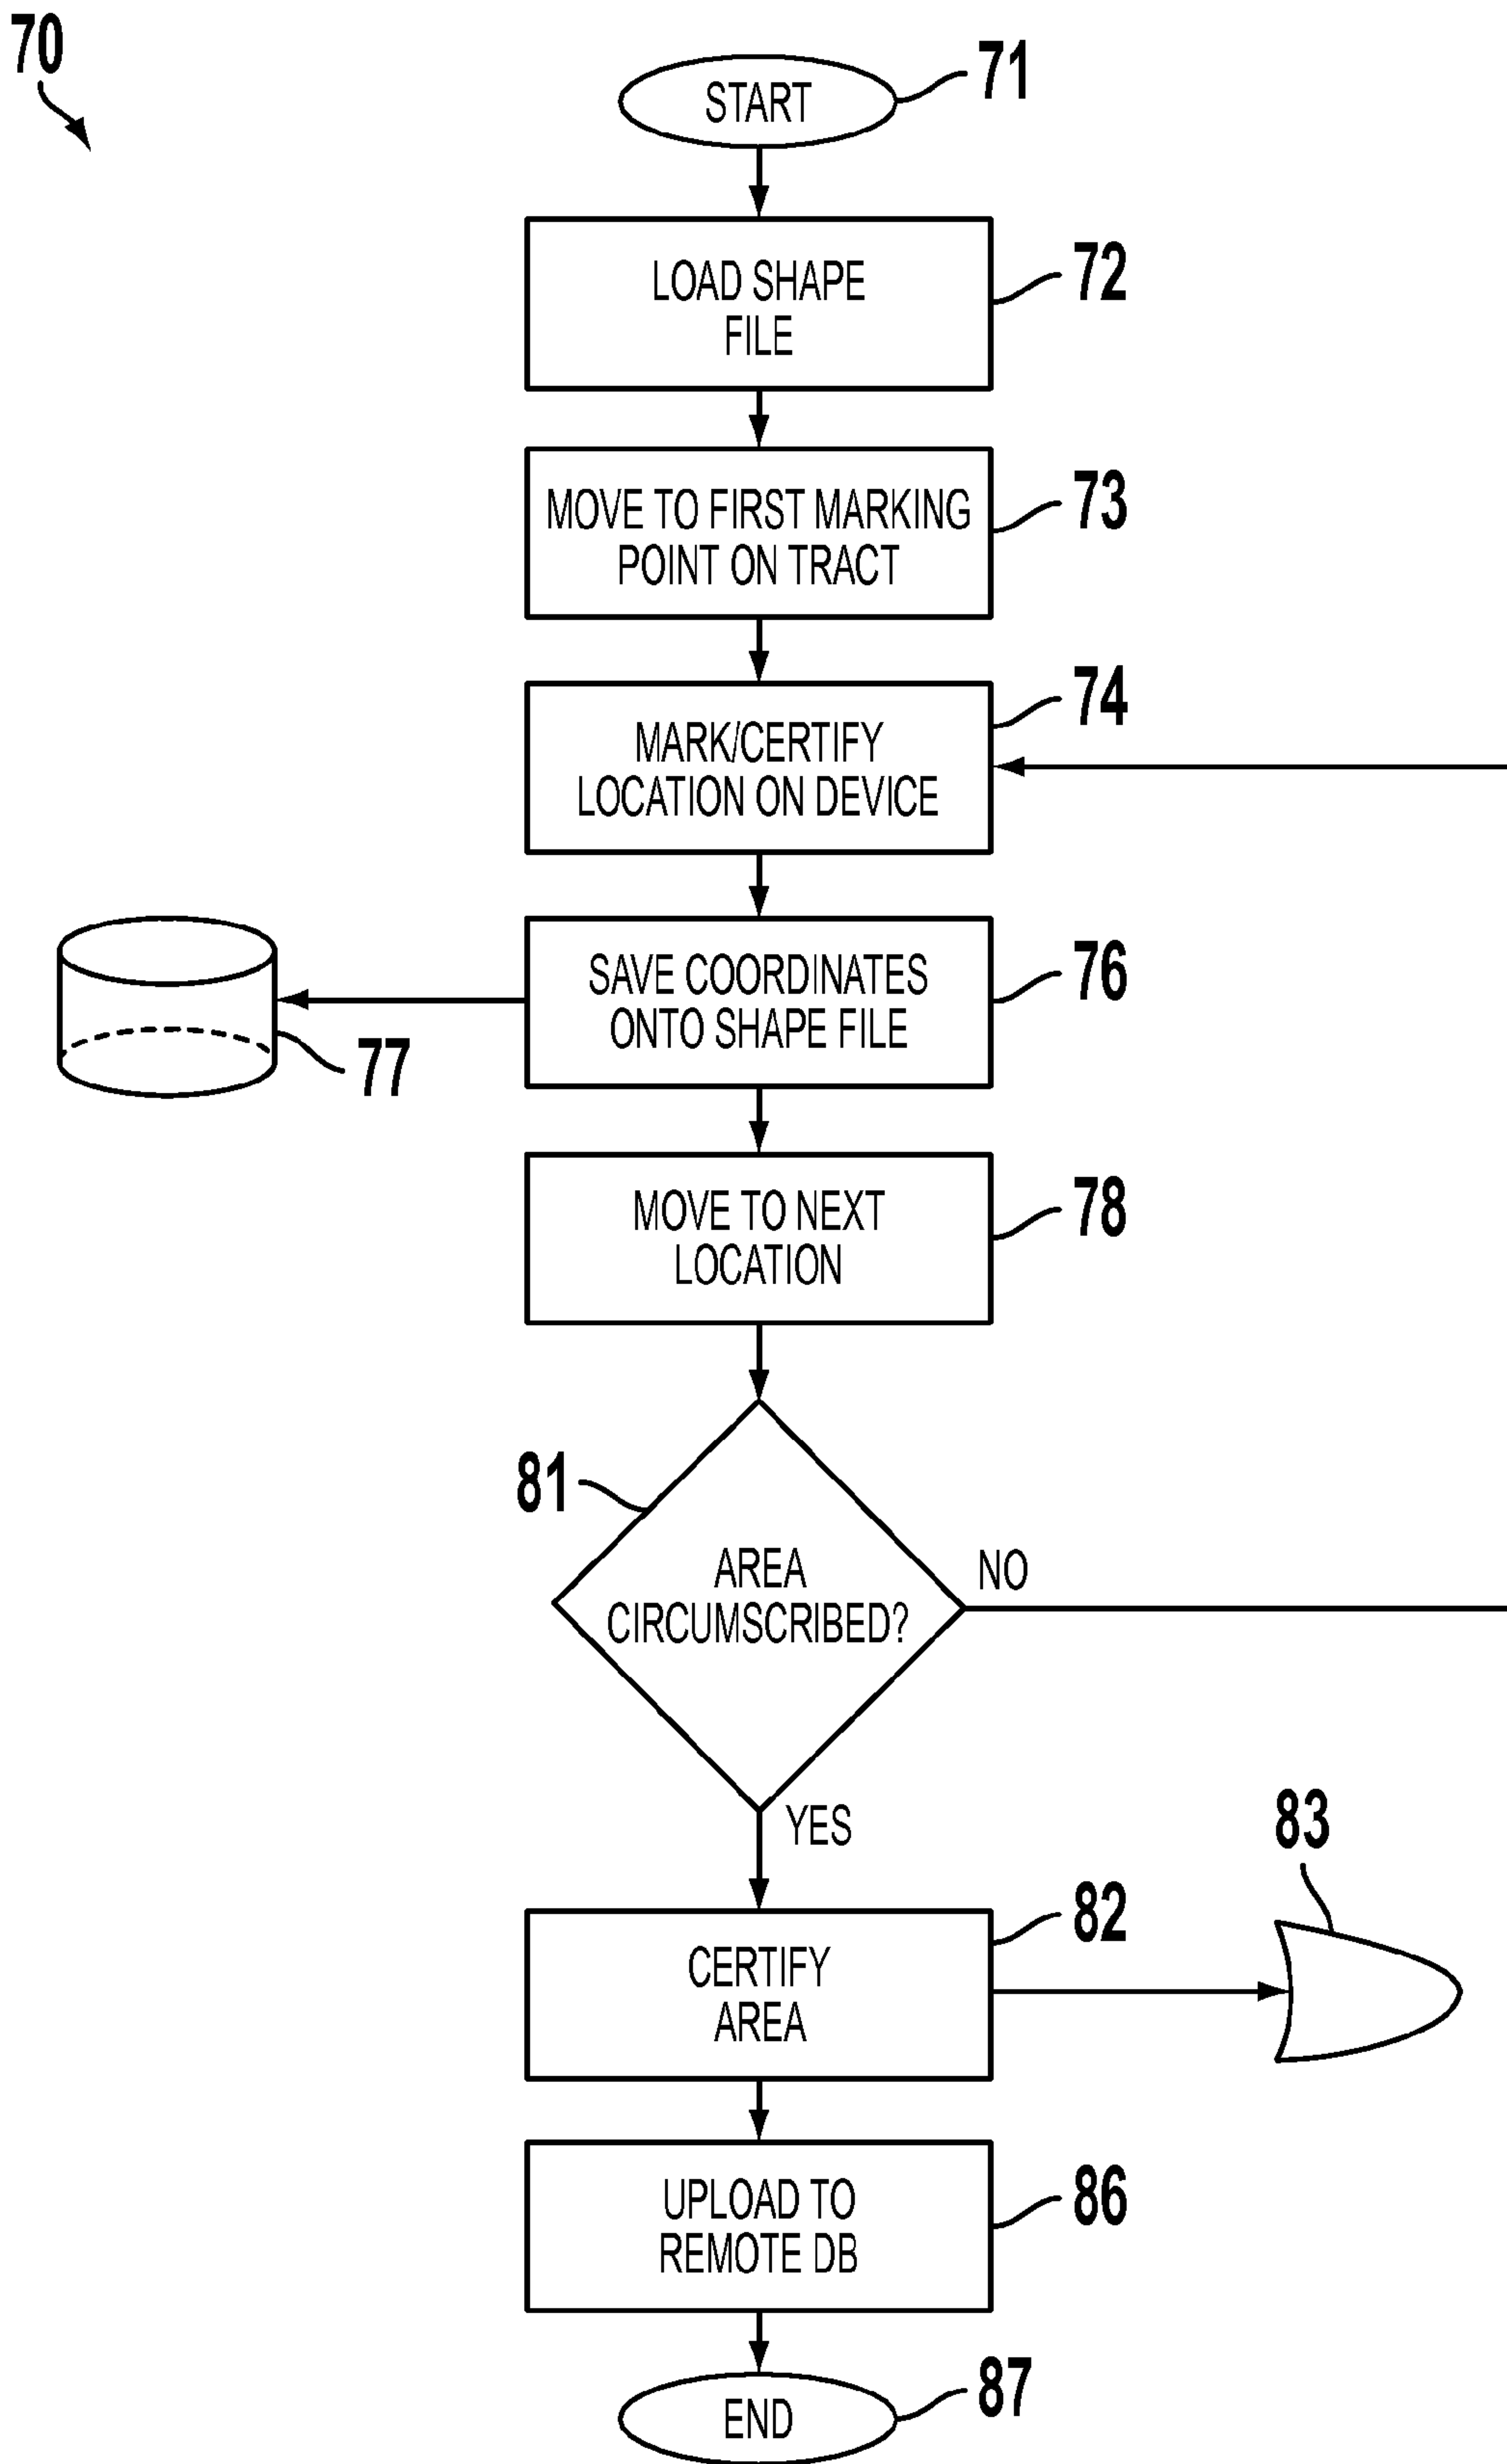 70
START
71
LOAD SHAPE
FILE
72
MOVE TO FIRST MARKING
POINT ON TRACT
73
MARK/CERTIFY
LOCATION ON DEVICE
74
SAVE COORDINATES
ONTO SHAPE FILE
76
77
MOVE TO NEXT
LOCATION
78
81
AREA
CIRCUMSCRIBED?
NO
YES
83
CERTIFY
AREA
82
UPLOAD TO
REMOTE DB
86
END
87